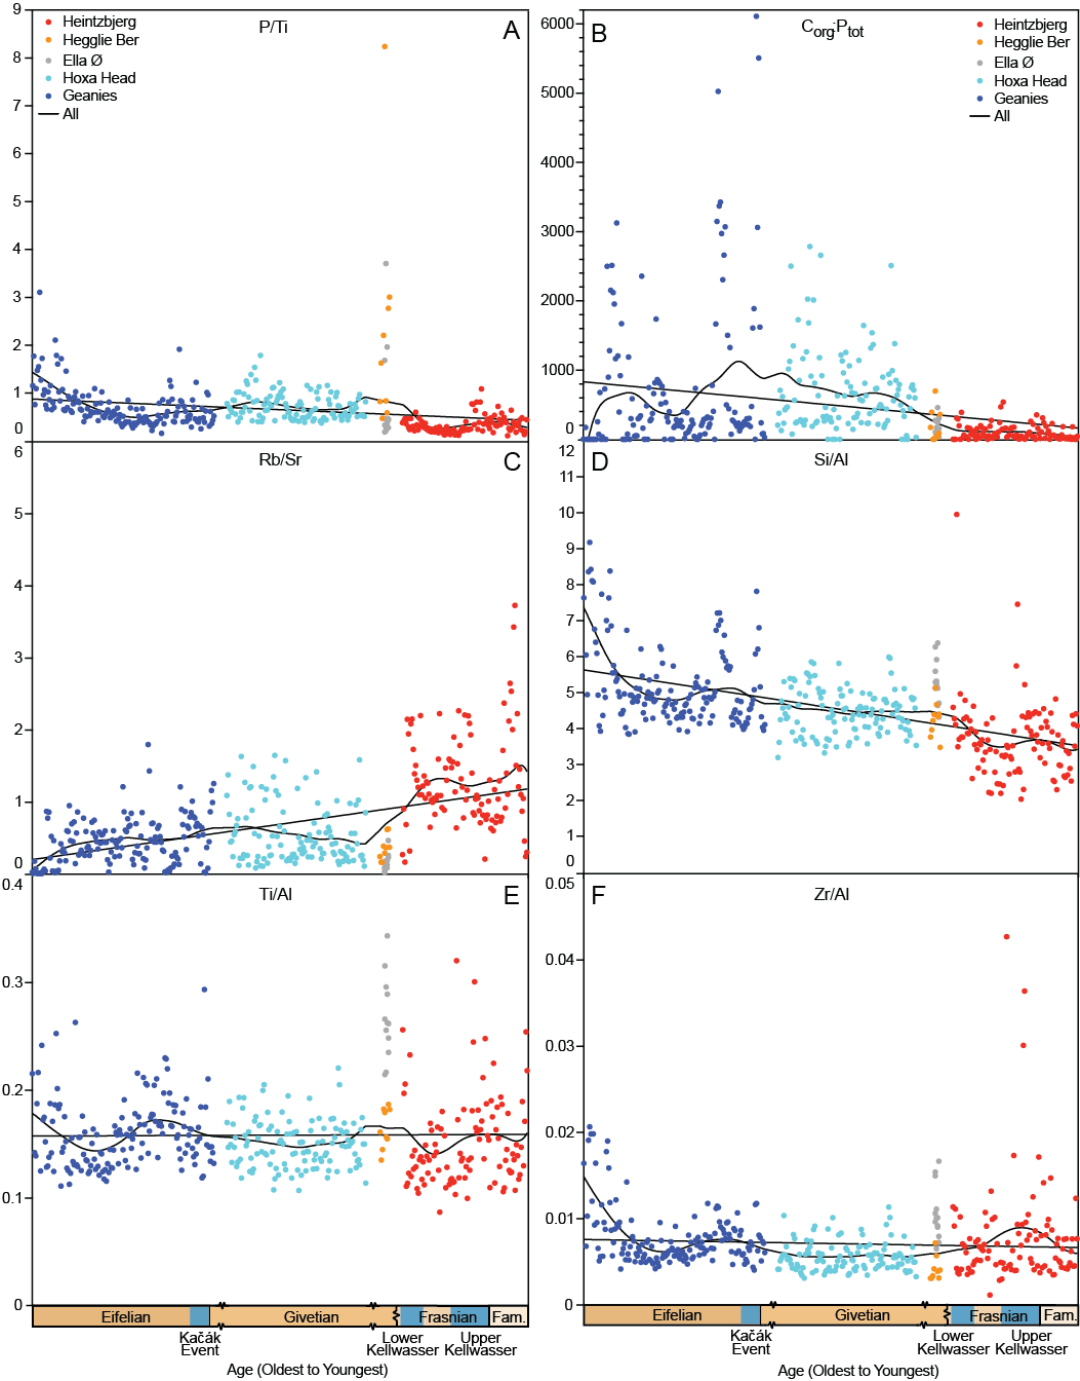 P/Ti
A
Heintzbjerg
Hegglie Ber
Ella Ø
Hoxa Head
Geanies
All
9
8
7
6
5
4
3
2
1
0
B
Corg:Ptot
Heintzbjerg
Hegglie Ber
Ella Ø
Hoxa Head
Geanies
All
6000
5000
4000
3000
2000
1000
0
Rb/Sr
C
6
5
4
3
2
1
0
D
Si/Al
12
11
10
9
8
7
6
5
4
3
2
1
0
Ti/Al
E
0.4
0.3
0.2
0.1
0
F
Zr/Al
0.05
0.04
0.03
0.02
0.01
0
Eifelian
Givetian
Frasnian
Fam.
Kačák
Event
Lower
Kellwasser
Upper
Kellwasser
Age (Oldest to Youngest)
Eifelian
Givetian
Frasnian
Fam.
Kačák
Event
Lower
Kellwasser
Upper
Kellwasser
Age (Oldest to Youngest)